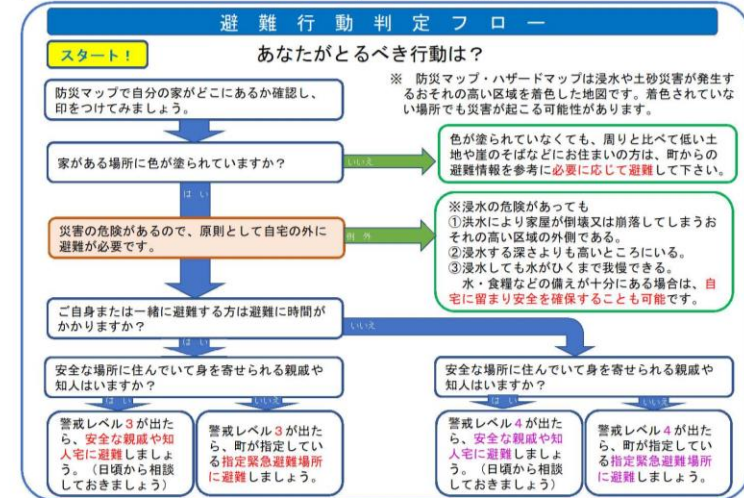 避難行動判定フロー
スタート！
あなたがとるべき行動は？
防災マップで自分の家がどこにあるか確認し、
印をつけてみましょう。
※　防災マップ・ハザードマップは浸水や土砂災害が発生す
るおそれの高い区域を着色した地図です。着色されていな
い場所でも災害が起こる可能性があります。
家がある場所に色が塗られていますか？
いいえ
色が塗られていなくても、周りと比べて低い土
地や崖のそばなどにお住まいの方は、町からの
避難情報を参考に必要に応じて避難して下さい。
はい
災害の危険があるので、原則として自宅の外に
避難が必要です。
例外
※浸水の危険があっても
①洪水により家屋が倒壊又は崩落してしまうお
それの高い区域の外側である。
②浸水する深さよりも高いところにいる。
③浸水しても水がひくまで我慢できる。
水・食糧などの備えが十分にある場合は、自
宅に留まり安全を確保することも可能です。
ご自身または一緒に避難する方は避難に時間が
かかりますか？
はい
いいえ
安全な場所に住んでいて身を寄せられる親戚や
知人はいますか？
はい
いいえ
安全な場所に住んでいて身を寄せられる親戚や
知人はいますか？
はい
いいえ
警戒レベル３が出た
ら、安全な親戚や知
人宅に避難しましょ
う。（日頃から相談
しておきましょう）
警戒レベル３が出た
ら、町が指定してい
る指定緊急避難場所
に避難しましょう。
警戒レベル４が出た
ら、安全な親戚や知
人宅に避難しましょ
う。（日頃から相談
しておきましょう）
警戒レベル４が出た
ら、町が指定してい
る指定緊急避難場所
に避難しましょう。